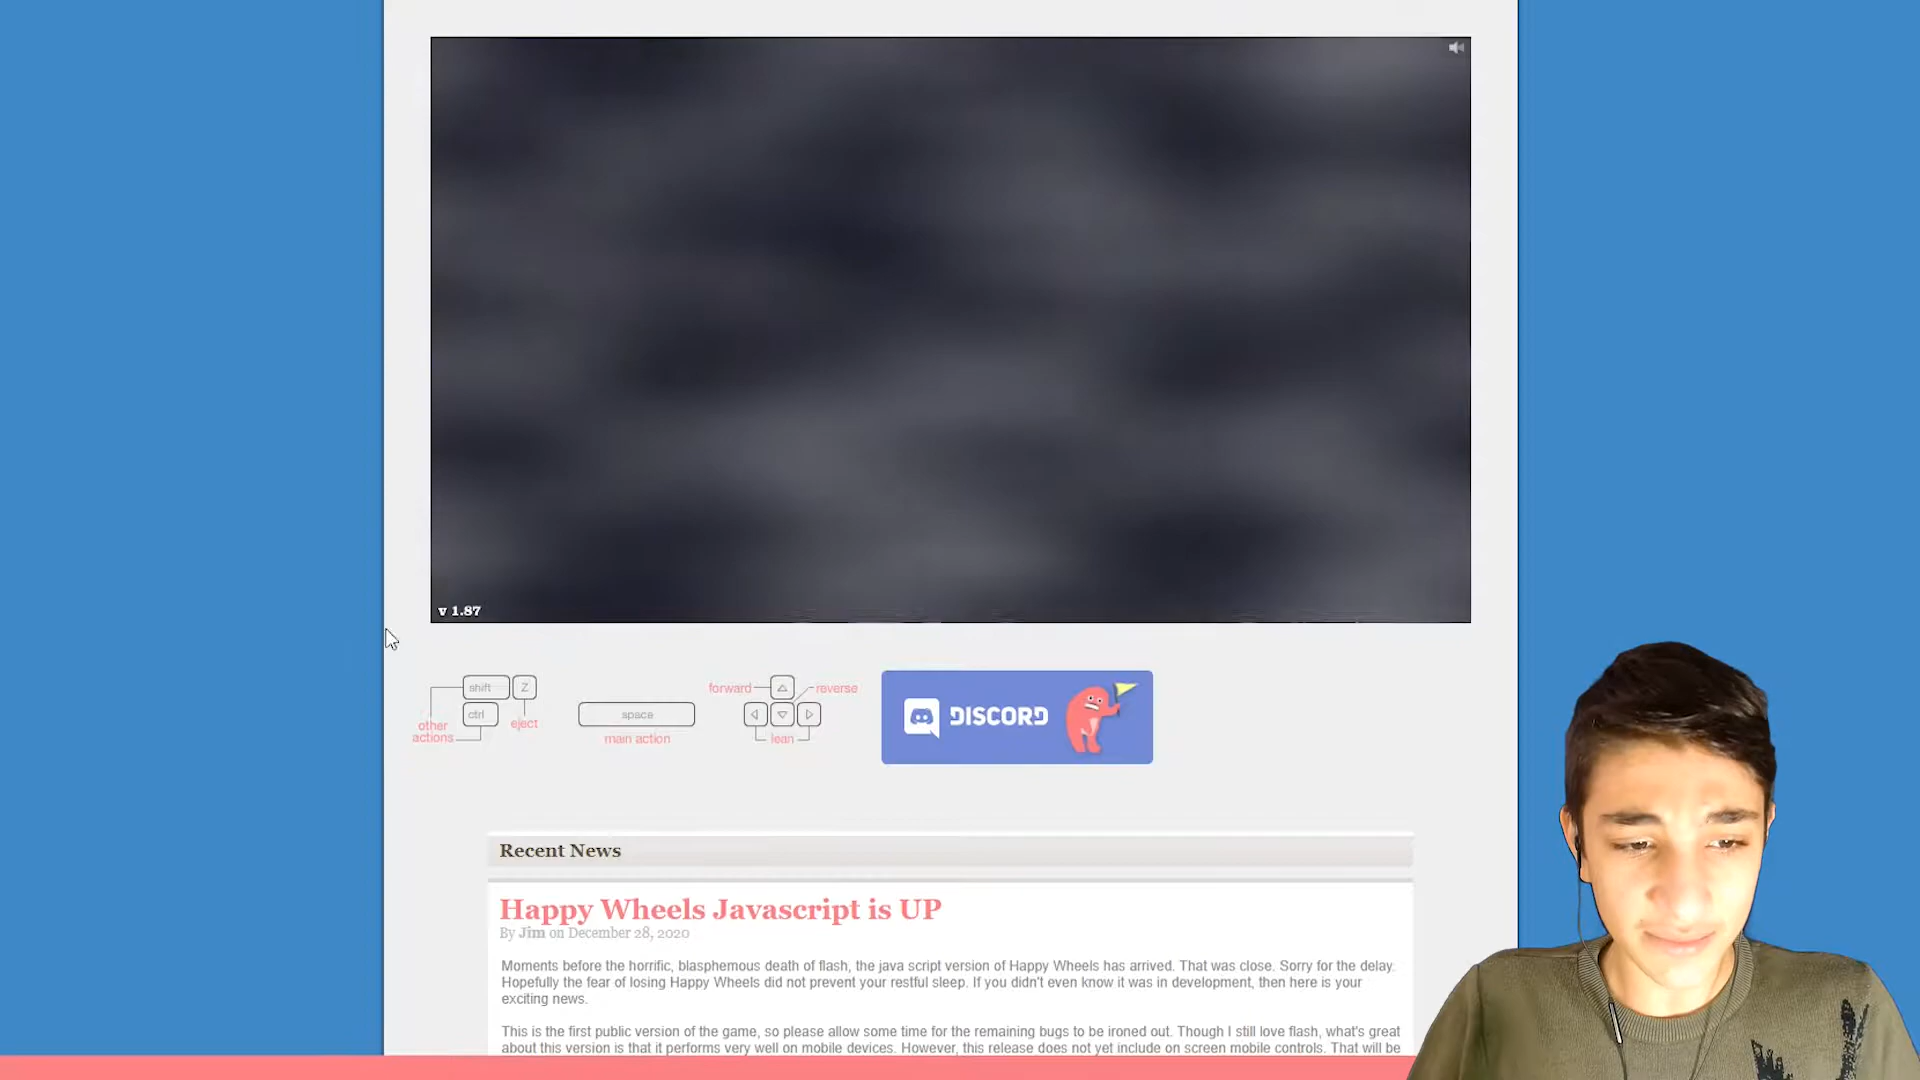 v 1.87
shift
Z
ctrl
other
actions
eject
space
main action
forward
reverse
lean
DISCORD
Recent News
Happy Wheels Javascript is UP
By Jim on December 28, 2020
Moments before the horrific, blasphemous death of flash, the java script version of Happy Wheels has arrived. That was close. Sorry for the delay.
Hopefully the fear of losing Happy Wheels did not prevent your restful sleep. If you didn't even know it was in development, then here is your
exciting news.
This is the first public version of the game, so please allow some time for the remaining bugs to be ironed out. Though I still love flash, what's great
about this version is that it performs very well on mobile devices. However, this release does not yet include on screen mobile controls. That will be